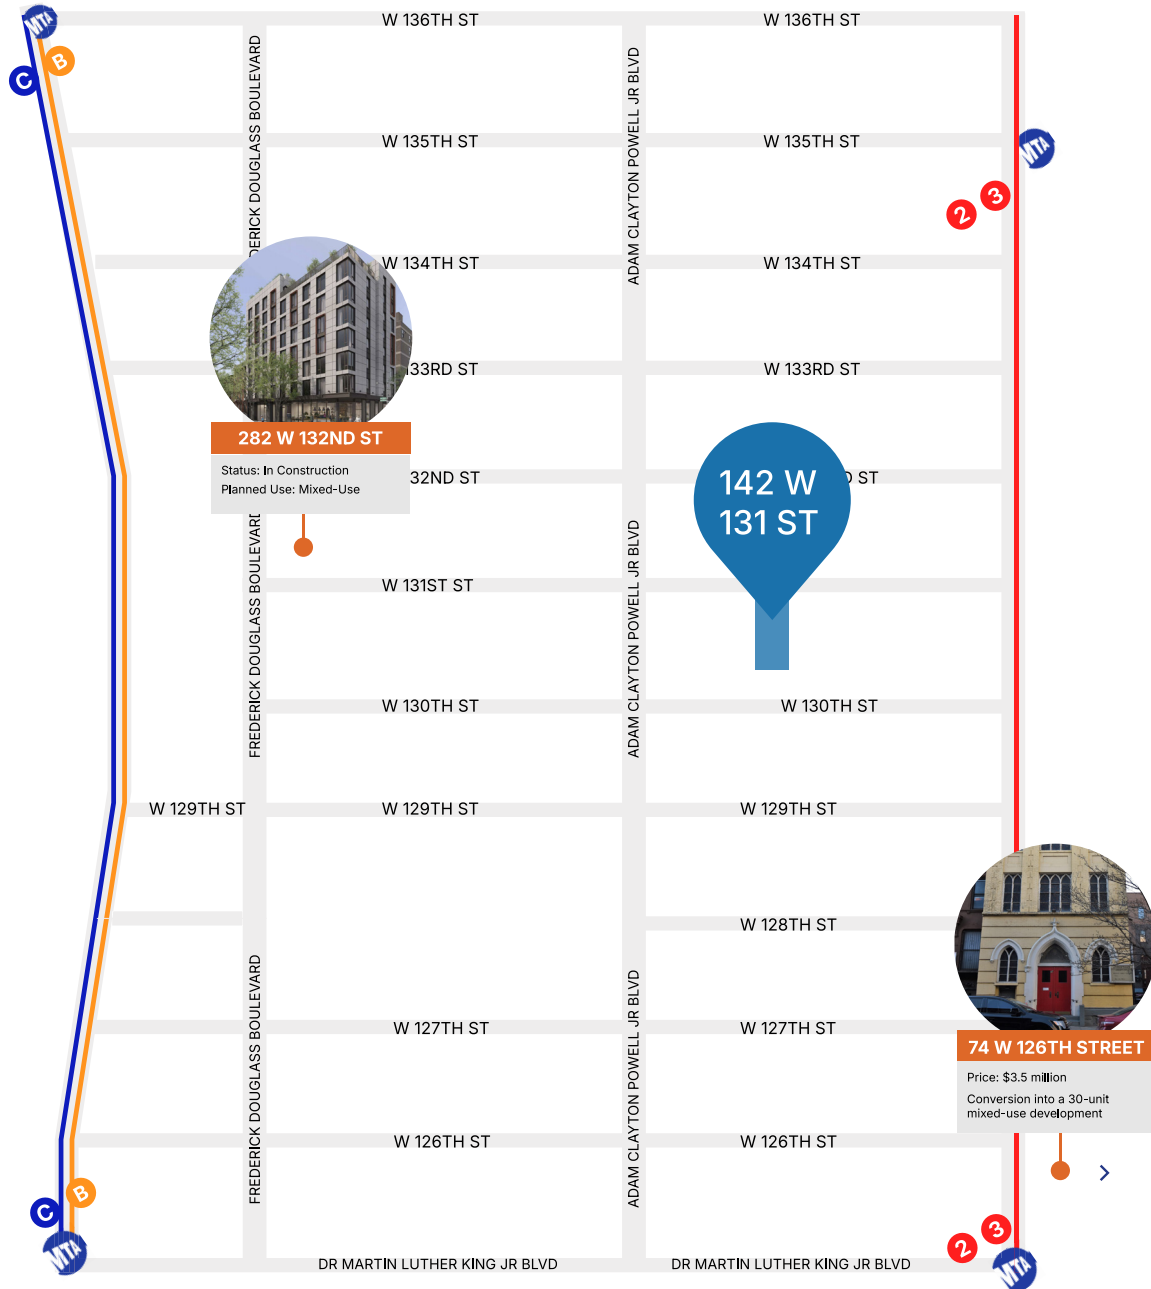 W 136TH ST
W 136TH ST
MTA
B
C
FREDERICK DOUGLASS BOULEVARD
ADAM CLAYTON POWELL JR BLVD
W 135TH ST
W 135TH ST
MTA
3
2
W 134TH ST
W 134TH ST
33RD ST
W 133RD ST
282 W 132ND ST
Status: In Construction
Planned Use: Mixed-Use
32ND ST
D ST
142 W
131 ST
FREDERICK DOUGLASS BOULEVARD
ADAM CLAYTON POWELL JR BLVD
W 131ST ST
W 130TH ST
W 130TH ST
W 129TH ST
W 129TH ST
W 129TH ST
W 128TH ST
FREDERICK DOUGLASS BOULEVARD
ADAM CLAYTON POWELL JR BLVD
W 127TH ST
W 127TH ST
74 W 126TH STREET
Price: $3.5 million
Conversion into a 30-unit
mixed-use development
W 126TH ST
W 126TH ST
B
C
MTA
3
2
MTA
DR MARTIN LUTHER KING JR BLVD
DR MARTIN LUTHER KING JR BLVD